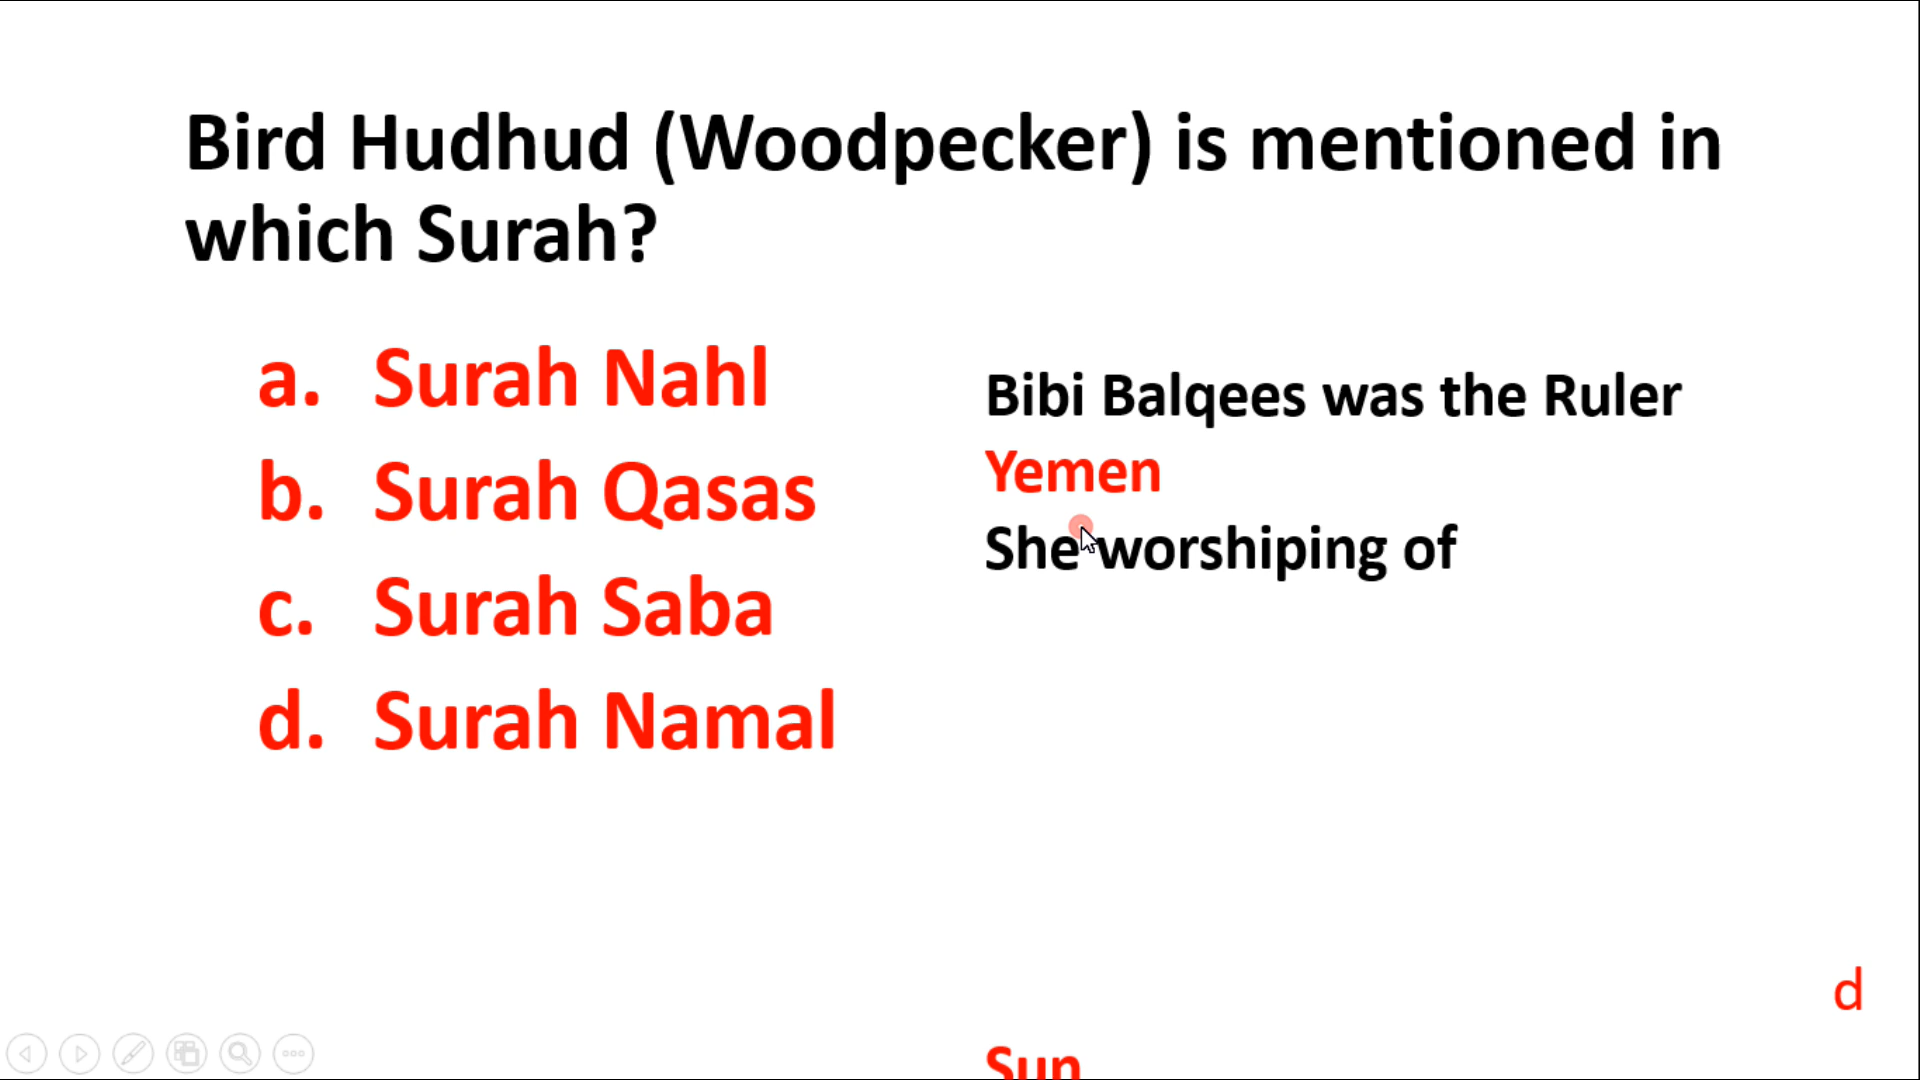 Bird Hudhud (Woodpecker) is mentioned in
which Surah?
a. Surah Nahl
b. Surah Qasas
c. Surah Saba
d. Surah Namal
Bibi Balqees was the Ruler
Yemen
She worshiping of
d
Sun